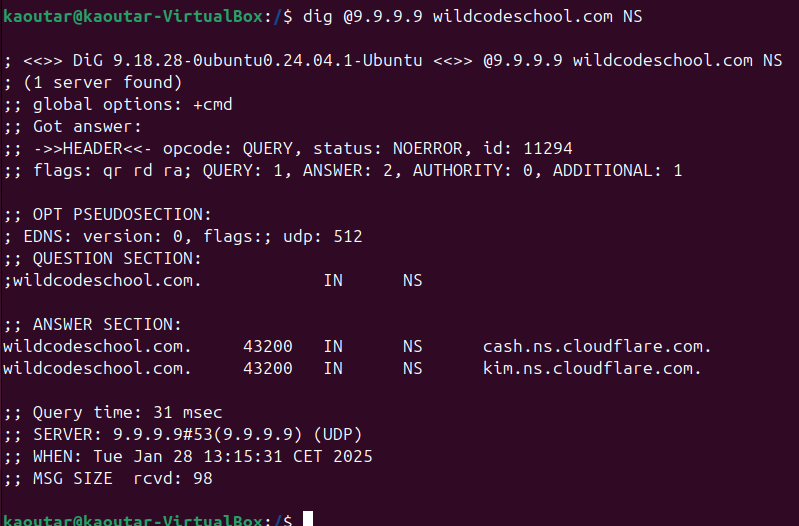 kaoutar@kaoutar-VirtualBox:/$ dig @9.9.9.9 wildcodeschool.com NS
; <<>> DiG 9.18.28-0ubuntu0.24.04.1-Ubuntu <<>> @9.9.9.9 wildcodeschool.com NS
; (1 server found)
;; global options: +cmd
;; Got answer:
;; ->>HEADER<<- opcode: QUERY, status: NOERROR, id: 11294
;; flags: qr rd ra; QUERY: 1, ANSWER: 2, AUTHORITY: 0, ADDITIONAL: 1
;; OPT PSEUDOSECTION:
; EDNS: version: 0, flags:; udp: 512
;; QUESTION SECTION:
;wildcodeschool.com. IN NS
;; ANSWER SECTION:
wildcodeschool.com. 43200 IN NS cash.ns.cloudflare.com.
wildcodeschool.com. 43200 IN NS kim.ns.cloudflare.com.
;; Query time: 31 msec
;; SERVER: 9.9.9.9#53(9.9.9.9) (UDP)
;; WHEN: Tue Jan 28 13:15:31 CET 2025
;; MSG SIZE rcvd: 98
kaoutar@kaoutar-VirtualBox:/$